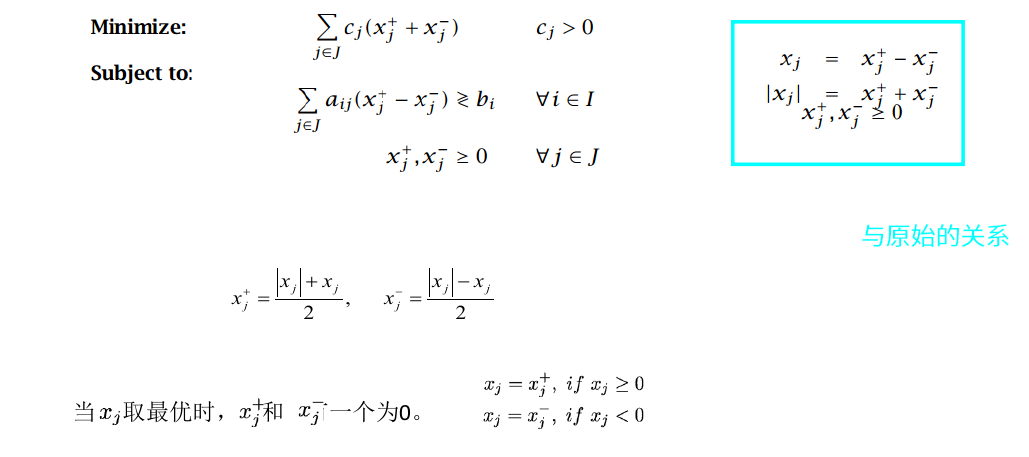 Minimize: ∑_{j∈J} c_j(x_j^+ + x_j^-) c_j > 0
Subject to:
∑_{j∈J} a_{ij}(x_j^+ − x_j^-) ≷ b_i ∀i ∈ I
x_j^+, x_j^- ≥ 0 ∀j ∈ J
x_j = x_j^+ − x_j^-
|x_j| = x_j^+ + x_j^-
x_j^+, x_j^- ≥ 0
与原始的关系
x_j^+ = (|x_j| + x_j)/2, x_j^- = (|x_j| − x_j)/2
x_j = x_j^+, if x_j ≥ 0
当x_j取最优时，x_j^+和 x_j^-一个为0。
x_j = x_j^-, if x_j < 0